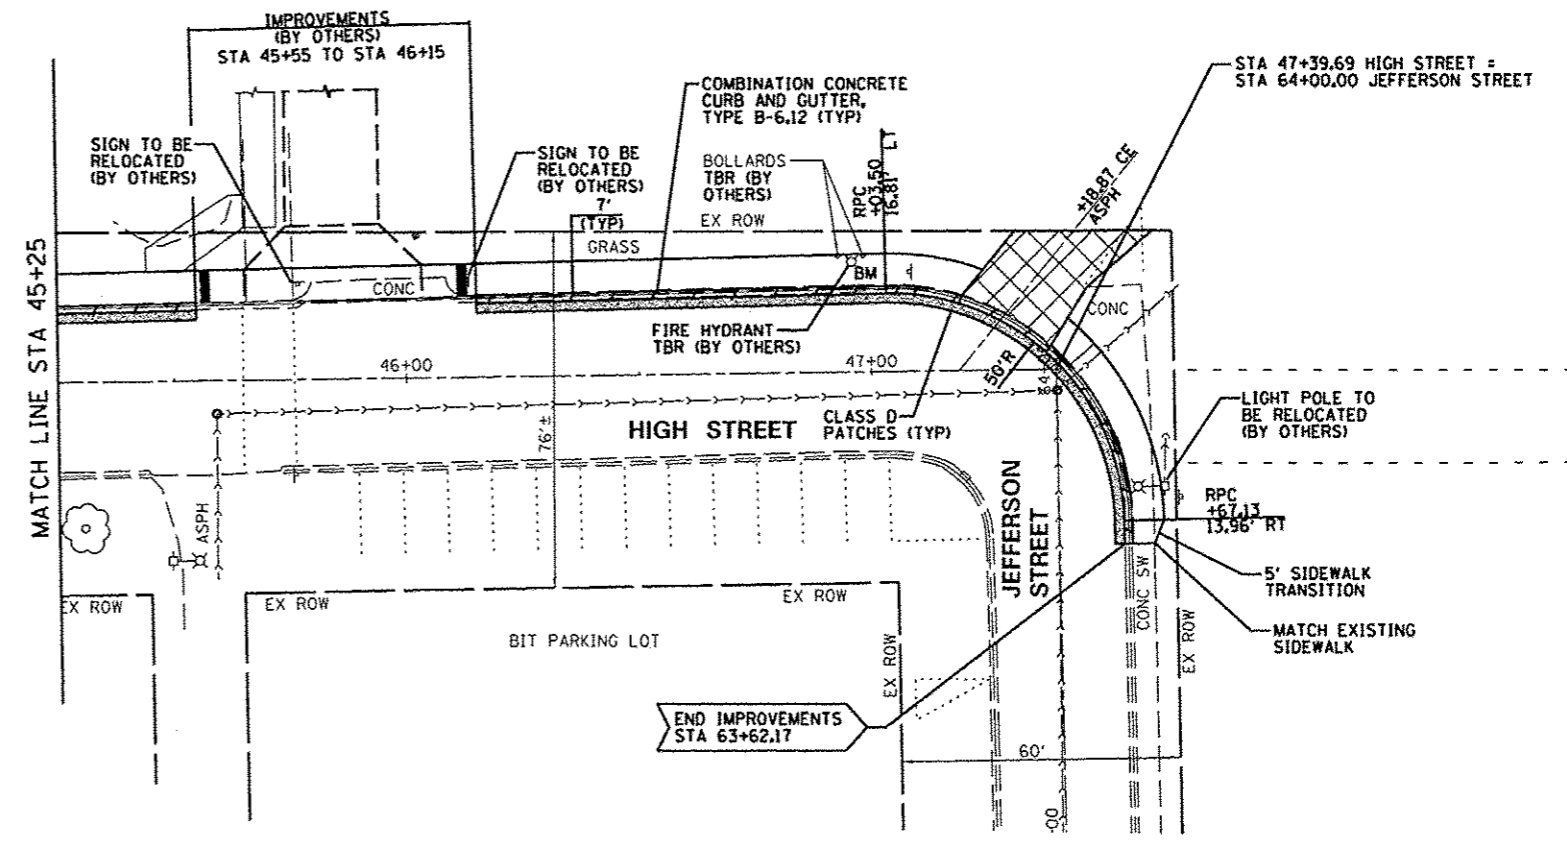 IMPROVEMENTS
(BY OTHERS)
STA 45+55 TO STA 46+15
SIGN TO BE
RELOCATED
(BY OTHERS)
SIGN TO BE
RELOCATED
(BY OTHERS)
7'
(TYP)
COMBINATION CONCRETE
CURB AND GUTTER,
TYPE B-6.12 (TYP)
BOLLARDS
TBR (BY
OTHERS)
RPC
+03.50
16.81' LT
EX ROW
GRASS
+18.87 CE
ASPH
STA 47+39.69 HIGH STREET =
STA 64+00.00 JEFFERSON STREET
MATCH LINE STA 45+25
CONC
BM
CONC
FIRE HYDRANT
TBR (BY OTHERS)
50'R
46+00
47+00
HIGH STREET
CLASS D
PATCHES (TYP)
76'±
LIGHT POLE TO
BE RELOCATED
(BY OTHERS)
RPC
+67.13
13.96' RT
ASPH
JEFFERSON
STREET
5' SIDEWALK
TRANSITION
CONC SW
MATCH EXISTING
SIDEWALK
EX ROW
EX ROW
EX ROW
EX ROW
EX ROW
BIT PARKING LOT
END IMPROVEMENTS
STA 63+62.17
60'